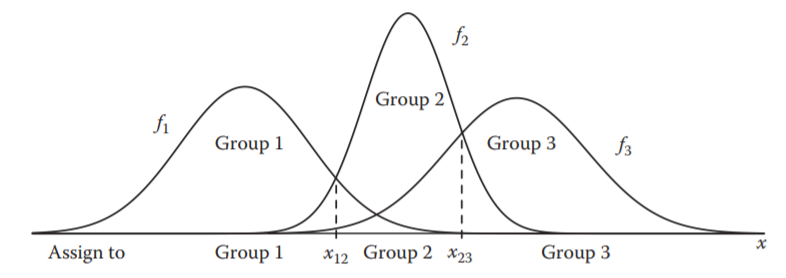 f₂
Group 2
f₁
Group 1
Group 3
f₃
x
Assign to Group 1 x₁₂ Group 2 x₂₃ Group 3